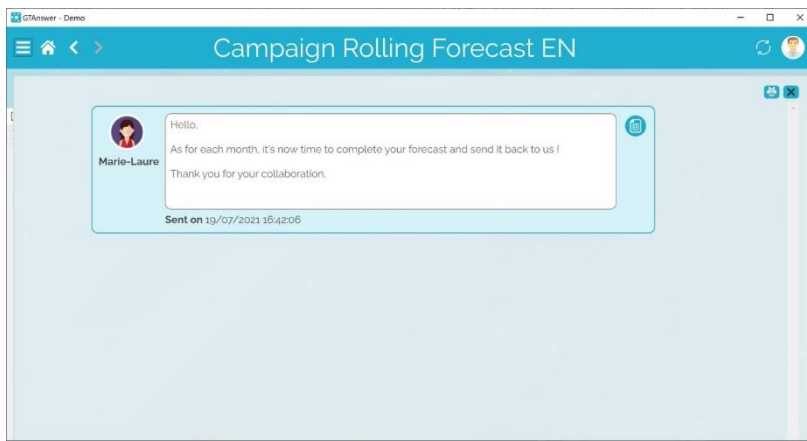 GTAnswer - Demo
Campaign Rolling Forecast EN
Hello,
As for each month, it's now time to complete your forecast and send it back to us !
Thank you for your collaboration.
Marie-Laure
Sent on 19/07/2021 16:42:06